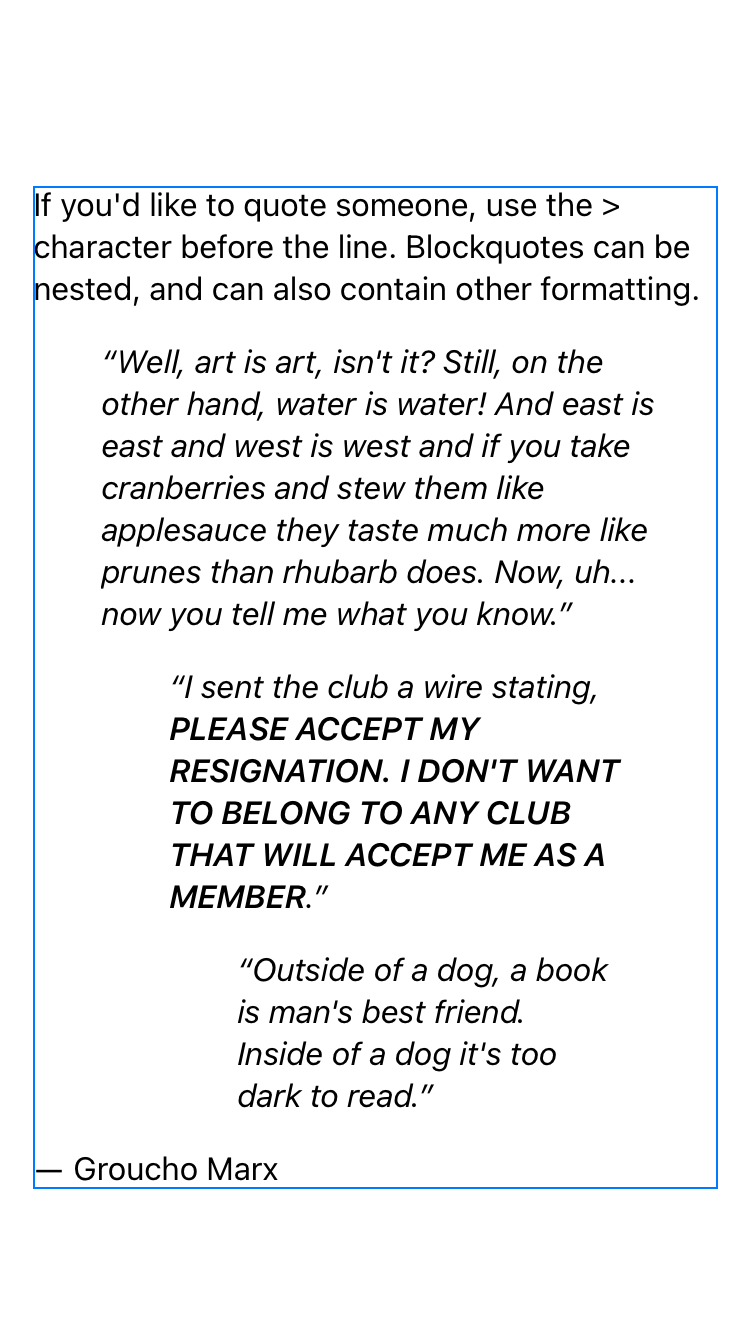 If you'd like to quote someone, use the >
character before the line. Blockquotes can be
nested, and can also contain other formatting.
“Well, art is art, isn't it? Still, on the
other hand, water is water! And east is
east and west is west and if you take
cranberries and stew them like
applesauce they taste much more like
prunes than rhubarb does. Now, uh...
now you tell me what you know.”
“I sent the club a wire stating,
PLEASE ACCEPT MY
RESIGNATION. I DON'T WANT
TO BELONG TO ANY CLUB
THAT WILL ACCEPT ME AS A
MEMBER.”
“Outside of a dog, a book
is man's best friend.
Inside of a dog it's too
dark to read.”
— Groucho Marx